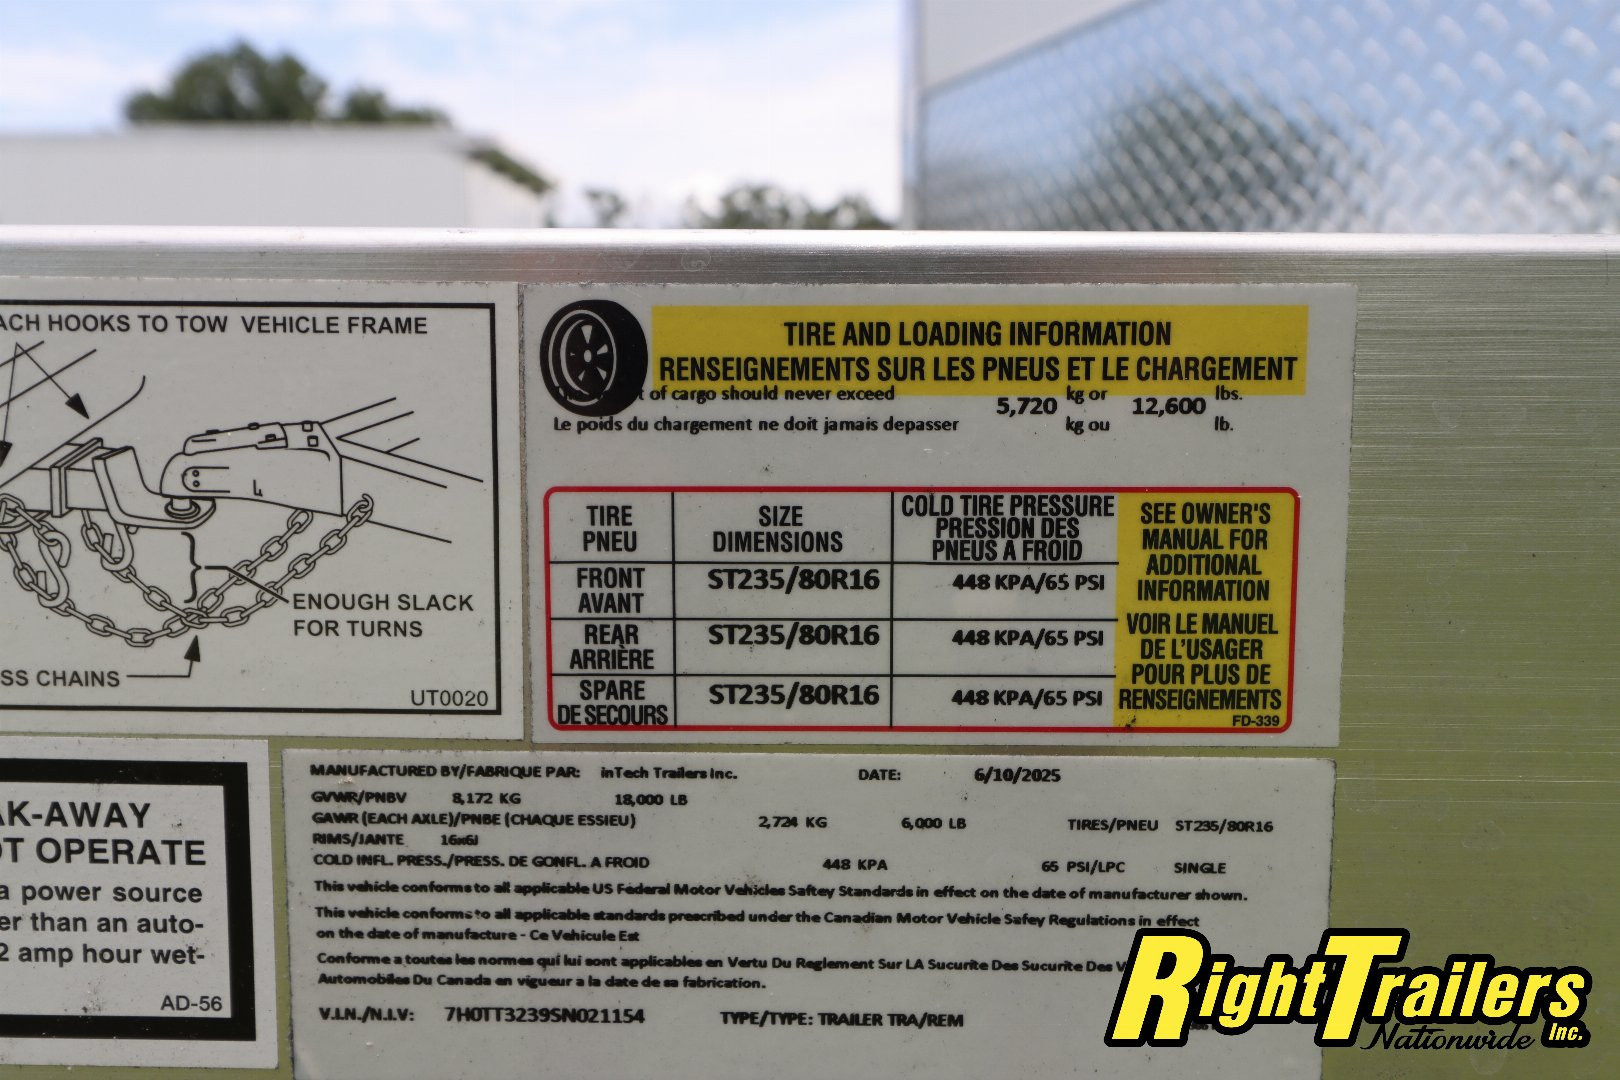 ACH HOOKS TO TOW VEHICLE FRAME
ENOUGH SLACK
FOR TURNS
SS CHAINS
UT0020
AK-AWAY
OT OPERATE
a power source
er than an auto-
2 amp hour wet-
AD-56
TIRE AND LOADING INFORMATION
RENSEIGNEMENTS SUR LES PNEUS ET LE CHARGEMENT
of cargo should never exceed 5,720 kg or 12,600 lbs.
Le poids du chargement ne doit jamais depasser kg ou lb.
TIRE
PNEU
SIZE
DIMENSIONS
COLD TIRE PRESSURE
PRESSION DES
PNEUS A FROID
FRONT
AVANT
ST235/80R16
448 KPA/65 PSI
REAR
ARRIÈRE
ST235/80R16
448 KPA/65 PSI
SPARE
DE SECOURS
ST235/80R16
448 KPA/65 PSI
SEE OWNER'S
MANUAL FOR
ADDITIONAL
INFORMATION
VOIR LE MANUEL
DE L'USAGER
POUR PLUS DE
RENSEIGNEMENTS
FD-339
MANUFACTURED BY/FABRIQUE PAR: inTech Trailers Inc. DATE: 6/10/2025
GVWR/PNBV 8,172 KG 18,000 LB
GAWR (EACH AXLE)/PNBE (CHAQUE ESSIEU) 2,724 KG 6,000 LB TIRES/PNEU ST235/80R16
RIMS/JANTE 16x6J
COLD INFL. PRESS./PRESS. DE GONFL. A FROID 448 KPA 65 PSI/LPC SINGLE
This vehicle conforms to all applicable US Federal Motor Vehicles Saftey Standards in effect on the date of manufacturer shown.
This vehicle conforms to all applicable standards prescribed under the Canadian Motor Vehicle Safey Regulations in effect
on the date of manufacture - Ce Vehicule Est
Conforme a toutes les normes qui lui sont applicables en Vertu Du Reglement Sur LA Sucurite Des Sucurite Des V
Automobiles Du Canada en vigueur a la date de sa fabrication.
V.I.N./N.I.V: 7H0TT3239SN021154 TYPE/TYPE: TRAILER TRA/REM
RightTrailers Inc.
Nationwide